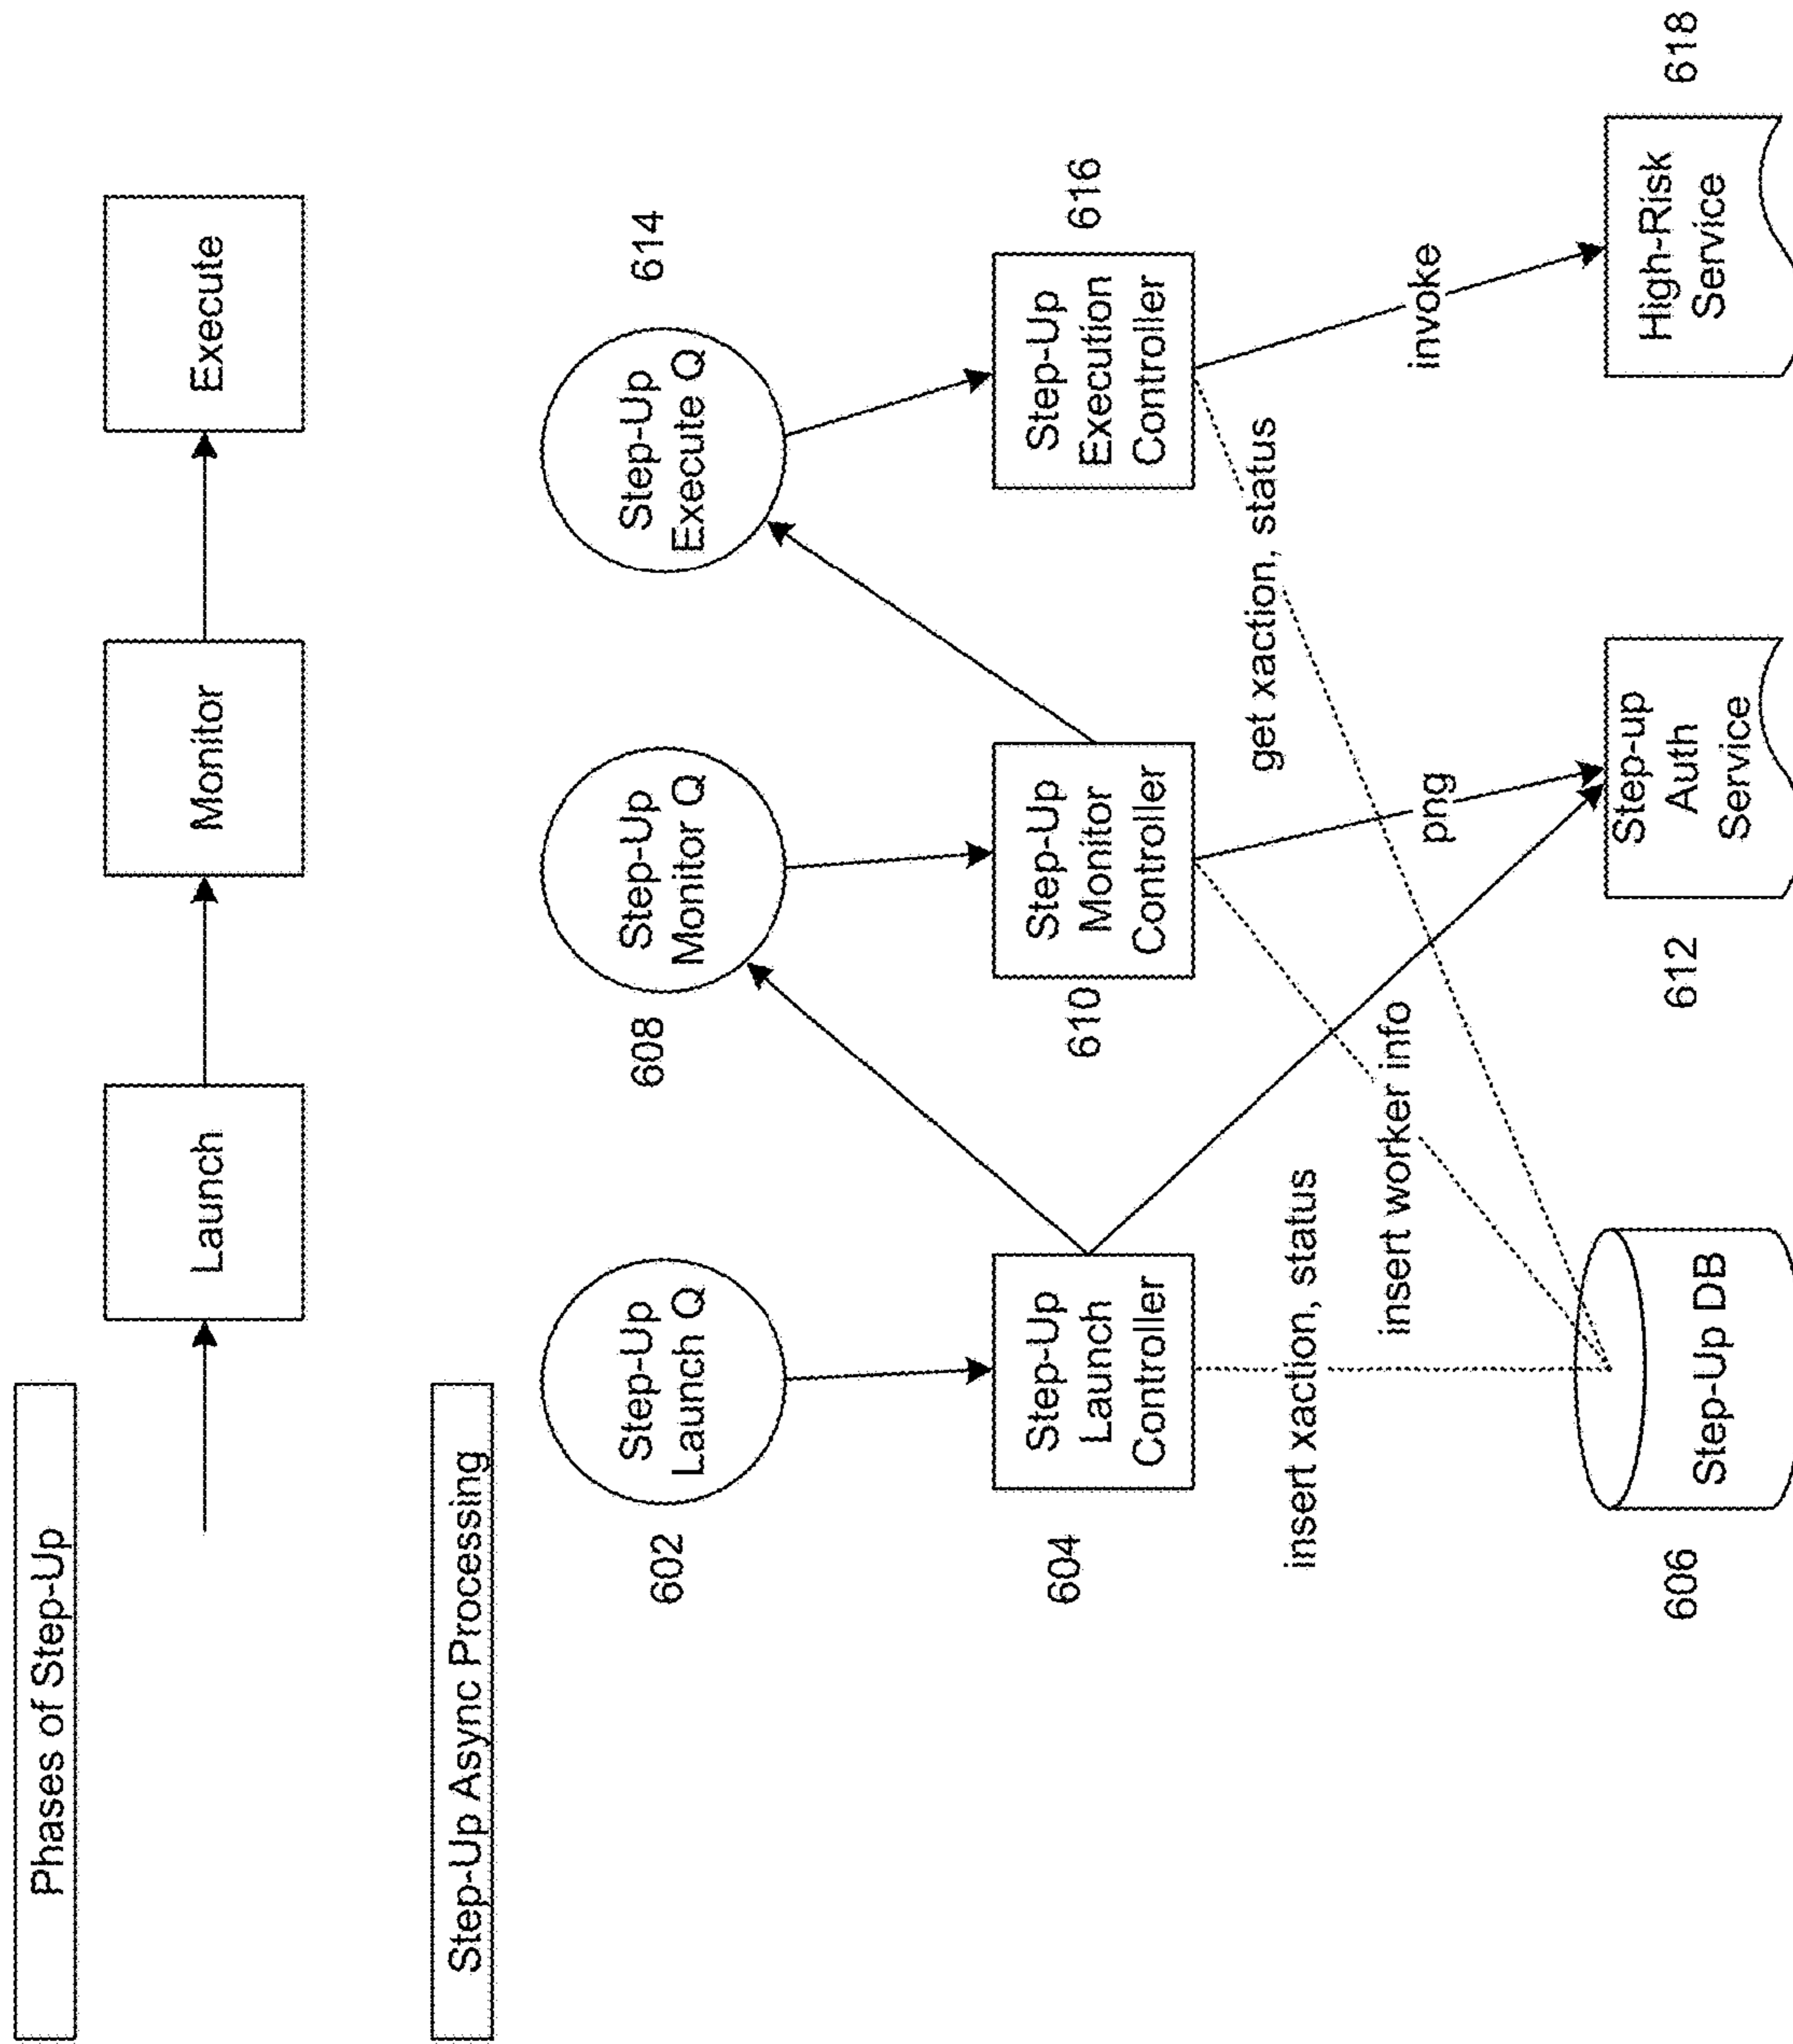 Phases of Step-Up
Launch
Monitor
Execute
Step-Up Async Processing
Step-Up
Launch Q
602
Step-Up
Monitor Q
608
Step-Up
Execute Q
614
Step-Up
Launch
Controller
604
Step-Up
Monitor
Controller
610
Step-Up
Execution
Controller
616
insert xaction, status
insert worker info
get xaction, status
png
invoke
Step-Up DB
606
Step-up
Auth
Service
612
High-Risk
Service
618